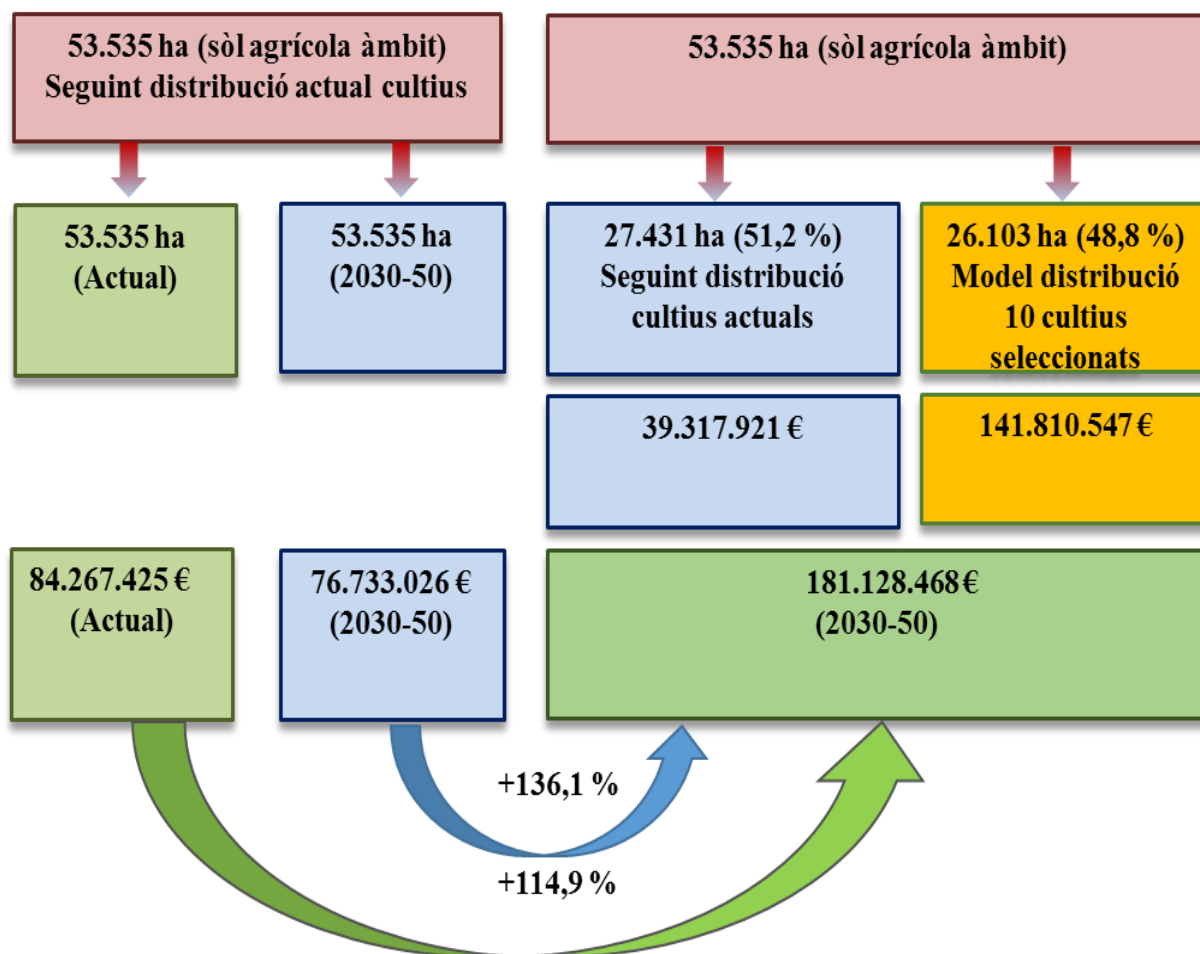 53.535 ha (sòl agrícola àmbit)
Seguint distribució actual cultius
53.535 ha (sòl agrícola àmbit)
53.535 ha
(Actual)
53.535 ha
(2030-50)
27.431 ha (51,2 %)
Seguint distribució
cultius actuals
26.103 ha (48,8 %)
Model distribució
10 cultius
seleccionats
39.317.921 €
141.810.547 €
84.267.425 €
(Actual)
76.733.026 €
(2030-50)
181.128.468 €
(2030-50)
+136,1 %
+114,9 %